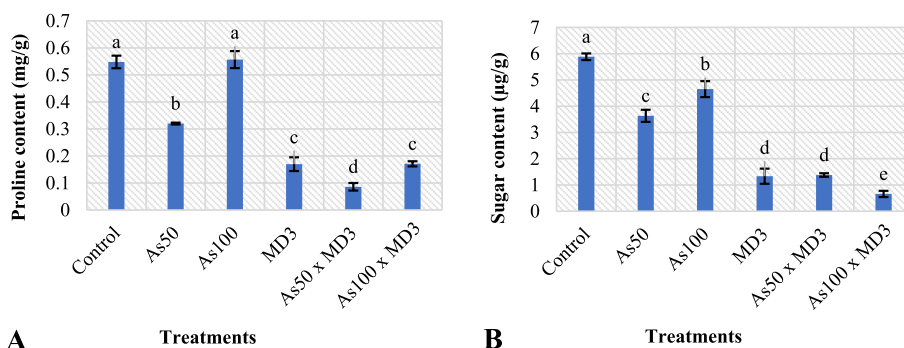 Proline content (mg/g)
0.7
0.6
0.5
0.4
0.3
0.2
0.1
0
a
b
a
c
d
c
Control
As50
As100
MD3
As50 x MD3
As100 x MD3
A
Treatments
Sugar content (µg/g)
7
6
5
4
3
2
1
0
a
c
b
d
d
e
Control
As50
As100
MD3
As50 x MD3
As100 x MD3
B
Treatments